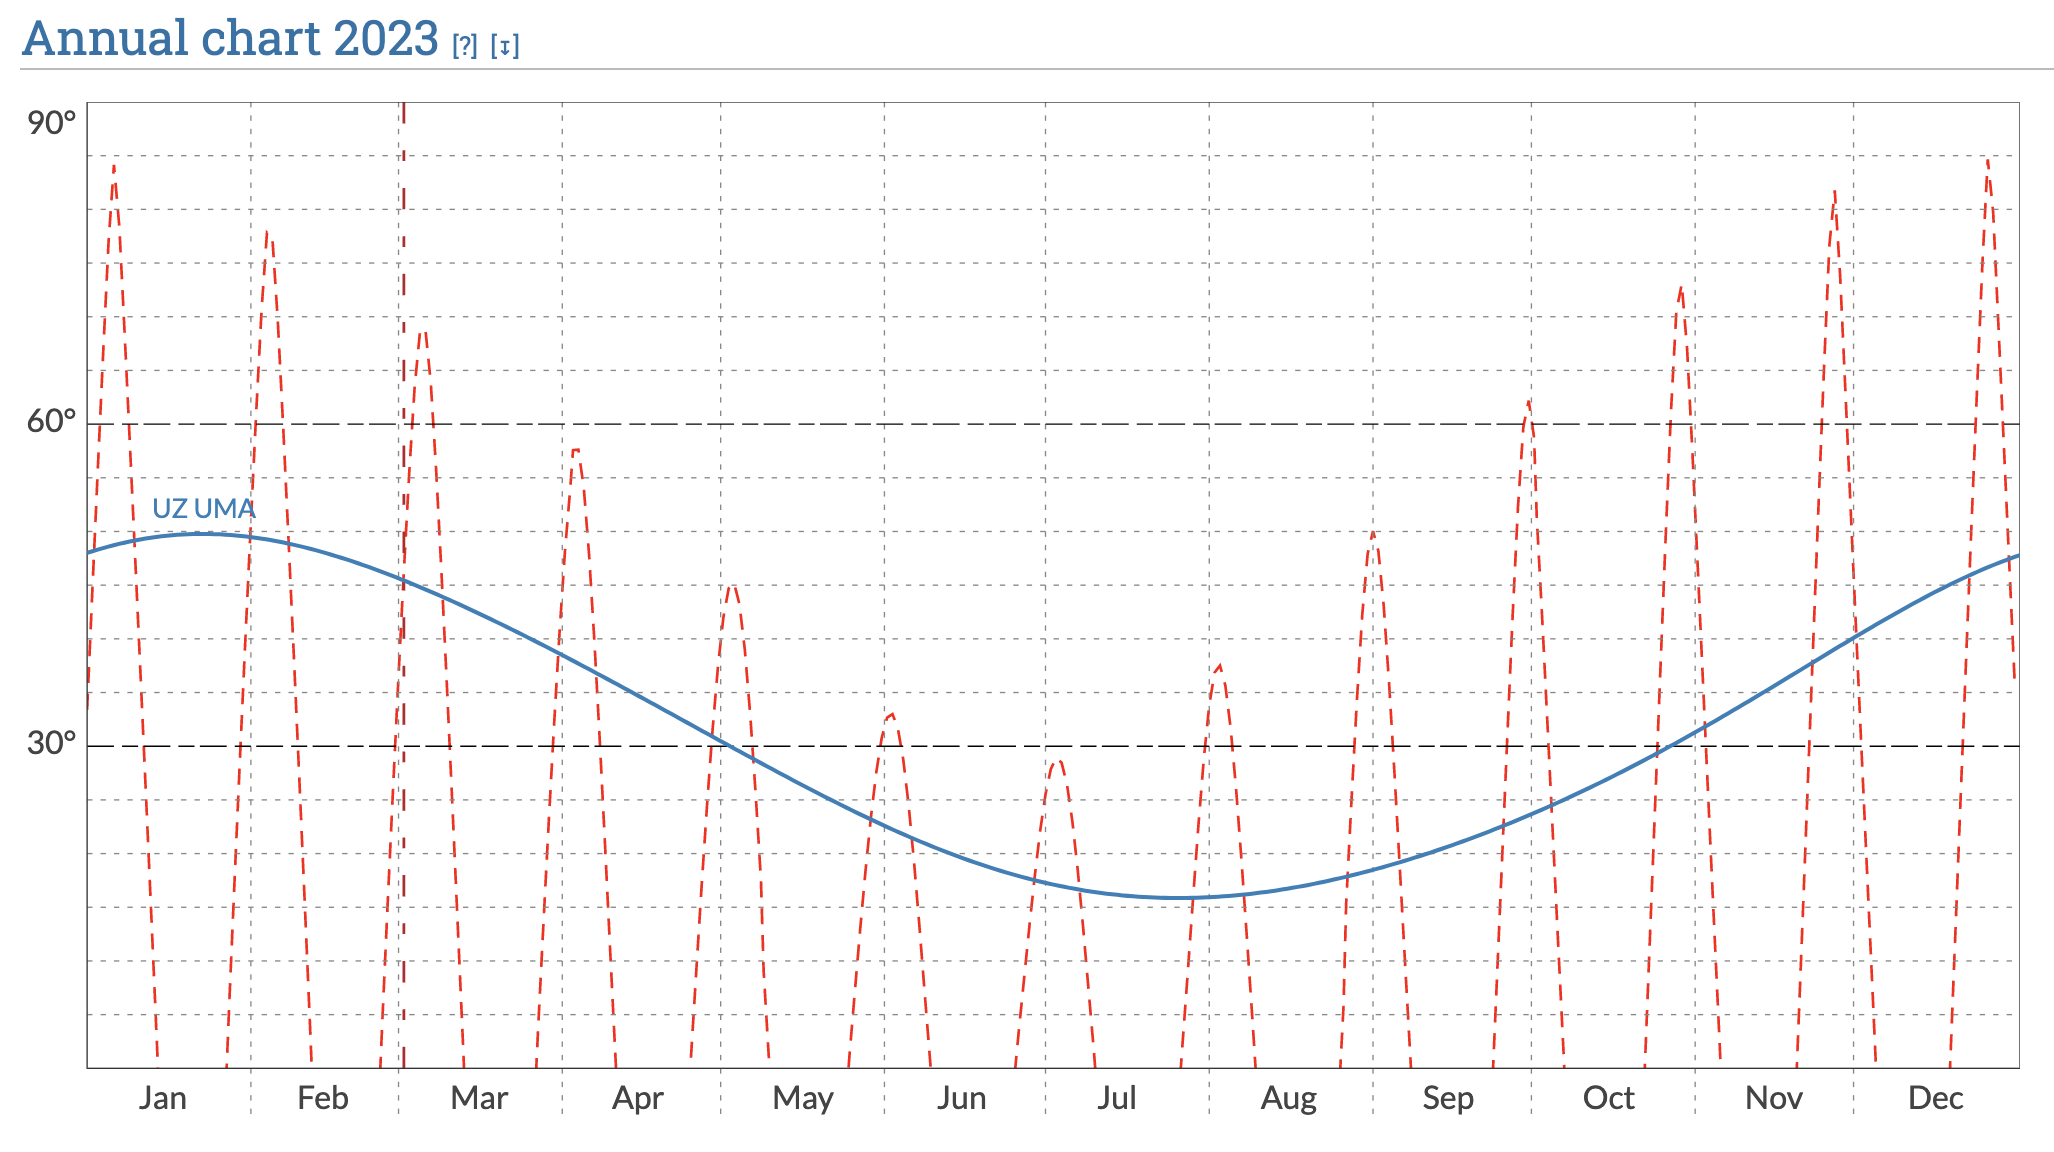 Annual chart 2023 [?] [↧]
90°
60°
UZ UMA
30°
Jan Feb Mar Apr May Jun Jul Aug Sep Oct Nov Dec